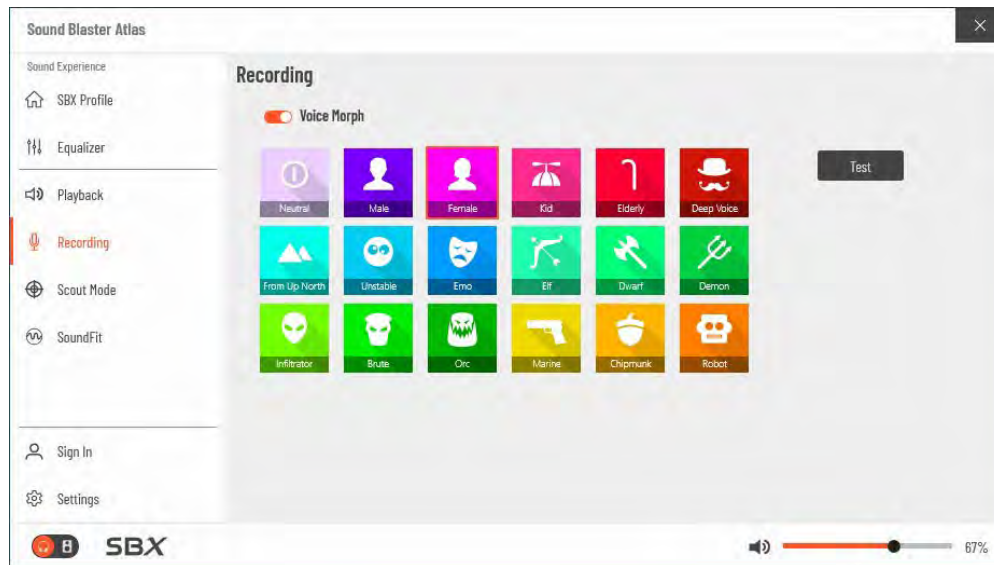 Sound Blaster Atlas
Sound Experience
SBX Profile
Equalizer
Playback
Recording
Scout Mode
SoundFit
Sign In
Settings
Recording
Voice Morph
Neutral Male Female Kid Elderly Deep Voice
From Up North Unstable Emo Elf Dwarf Demon
Infiltrator Brute Orc Marine Chipmunk Robot
Test
SBX
67%